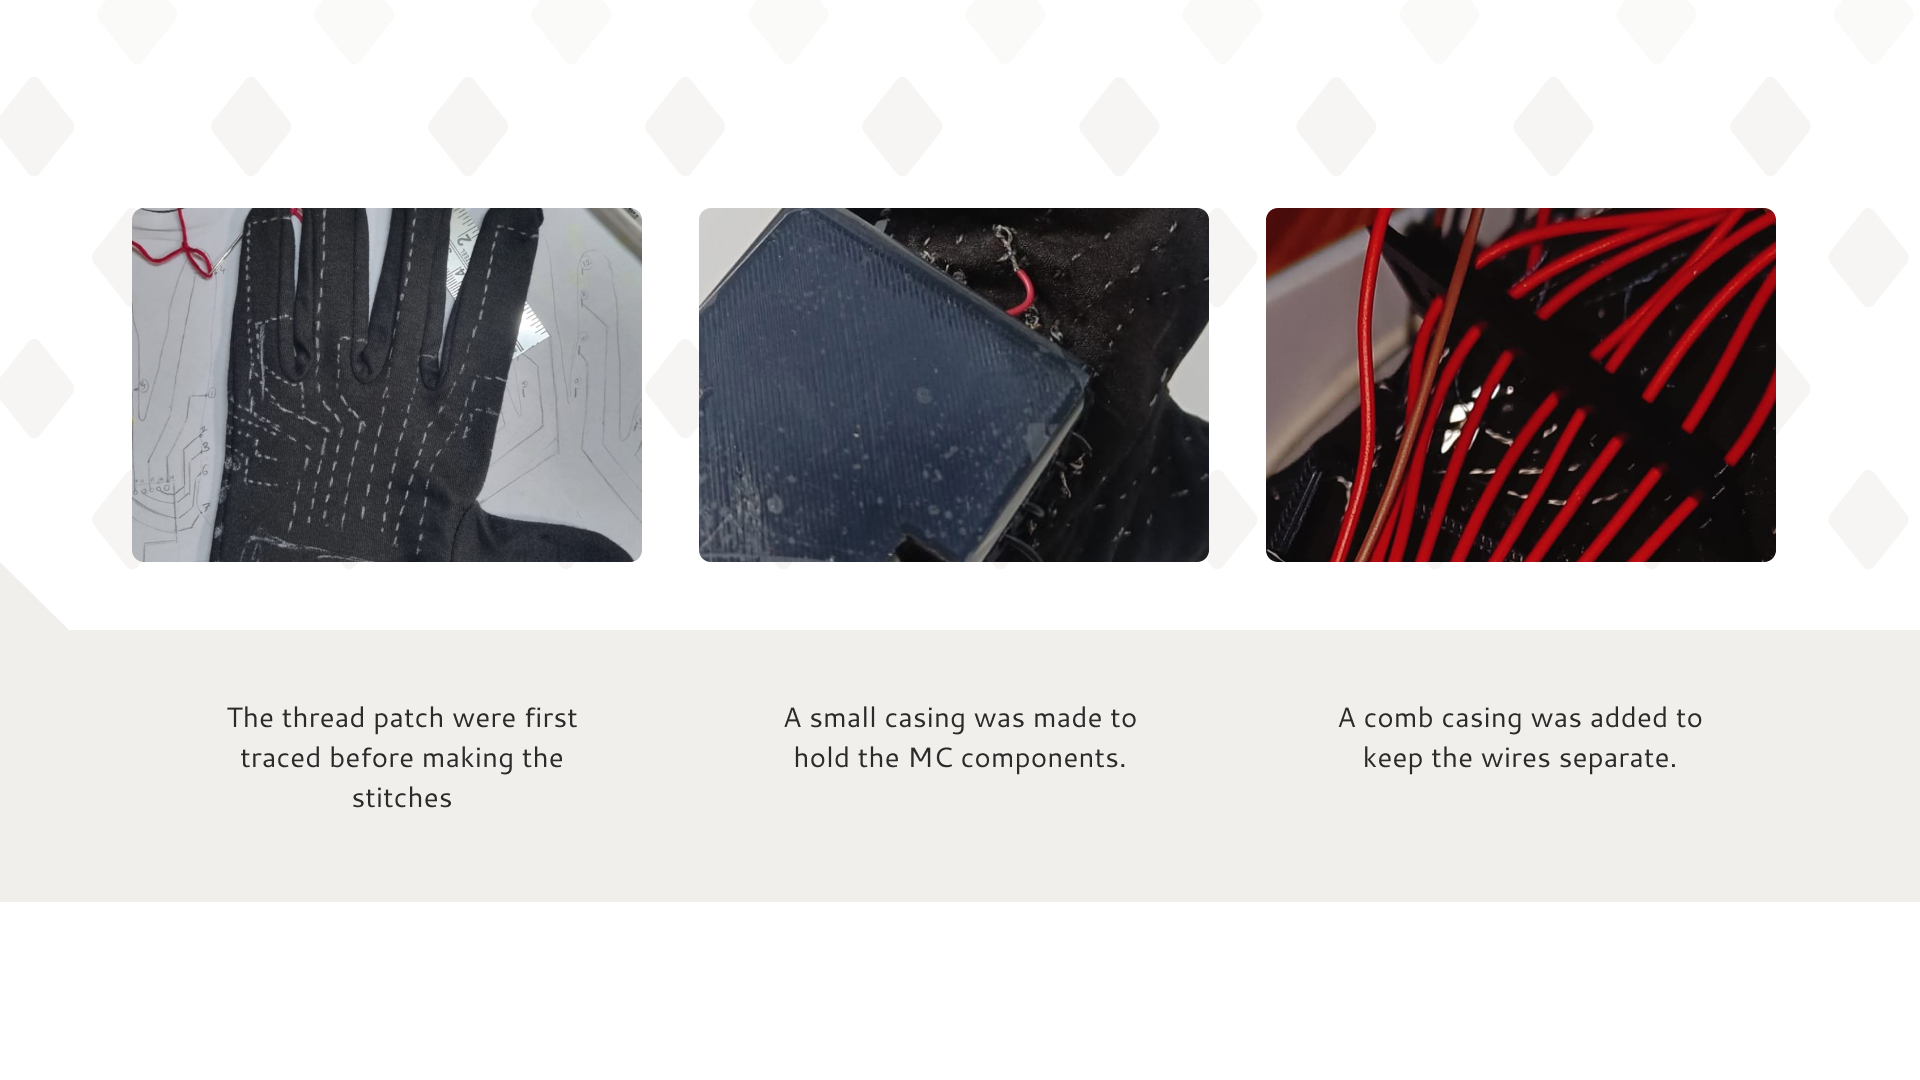 The thread patch were first
traced before making the
stitches
A small casing was made to
hold the MC components.
A comb casing was added to
keep the wires separate.